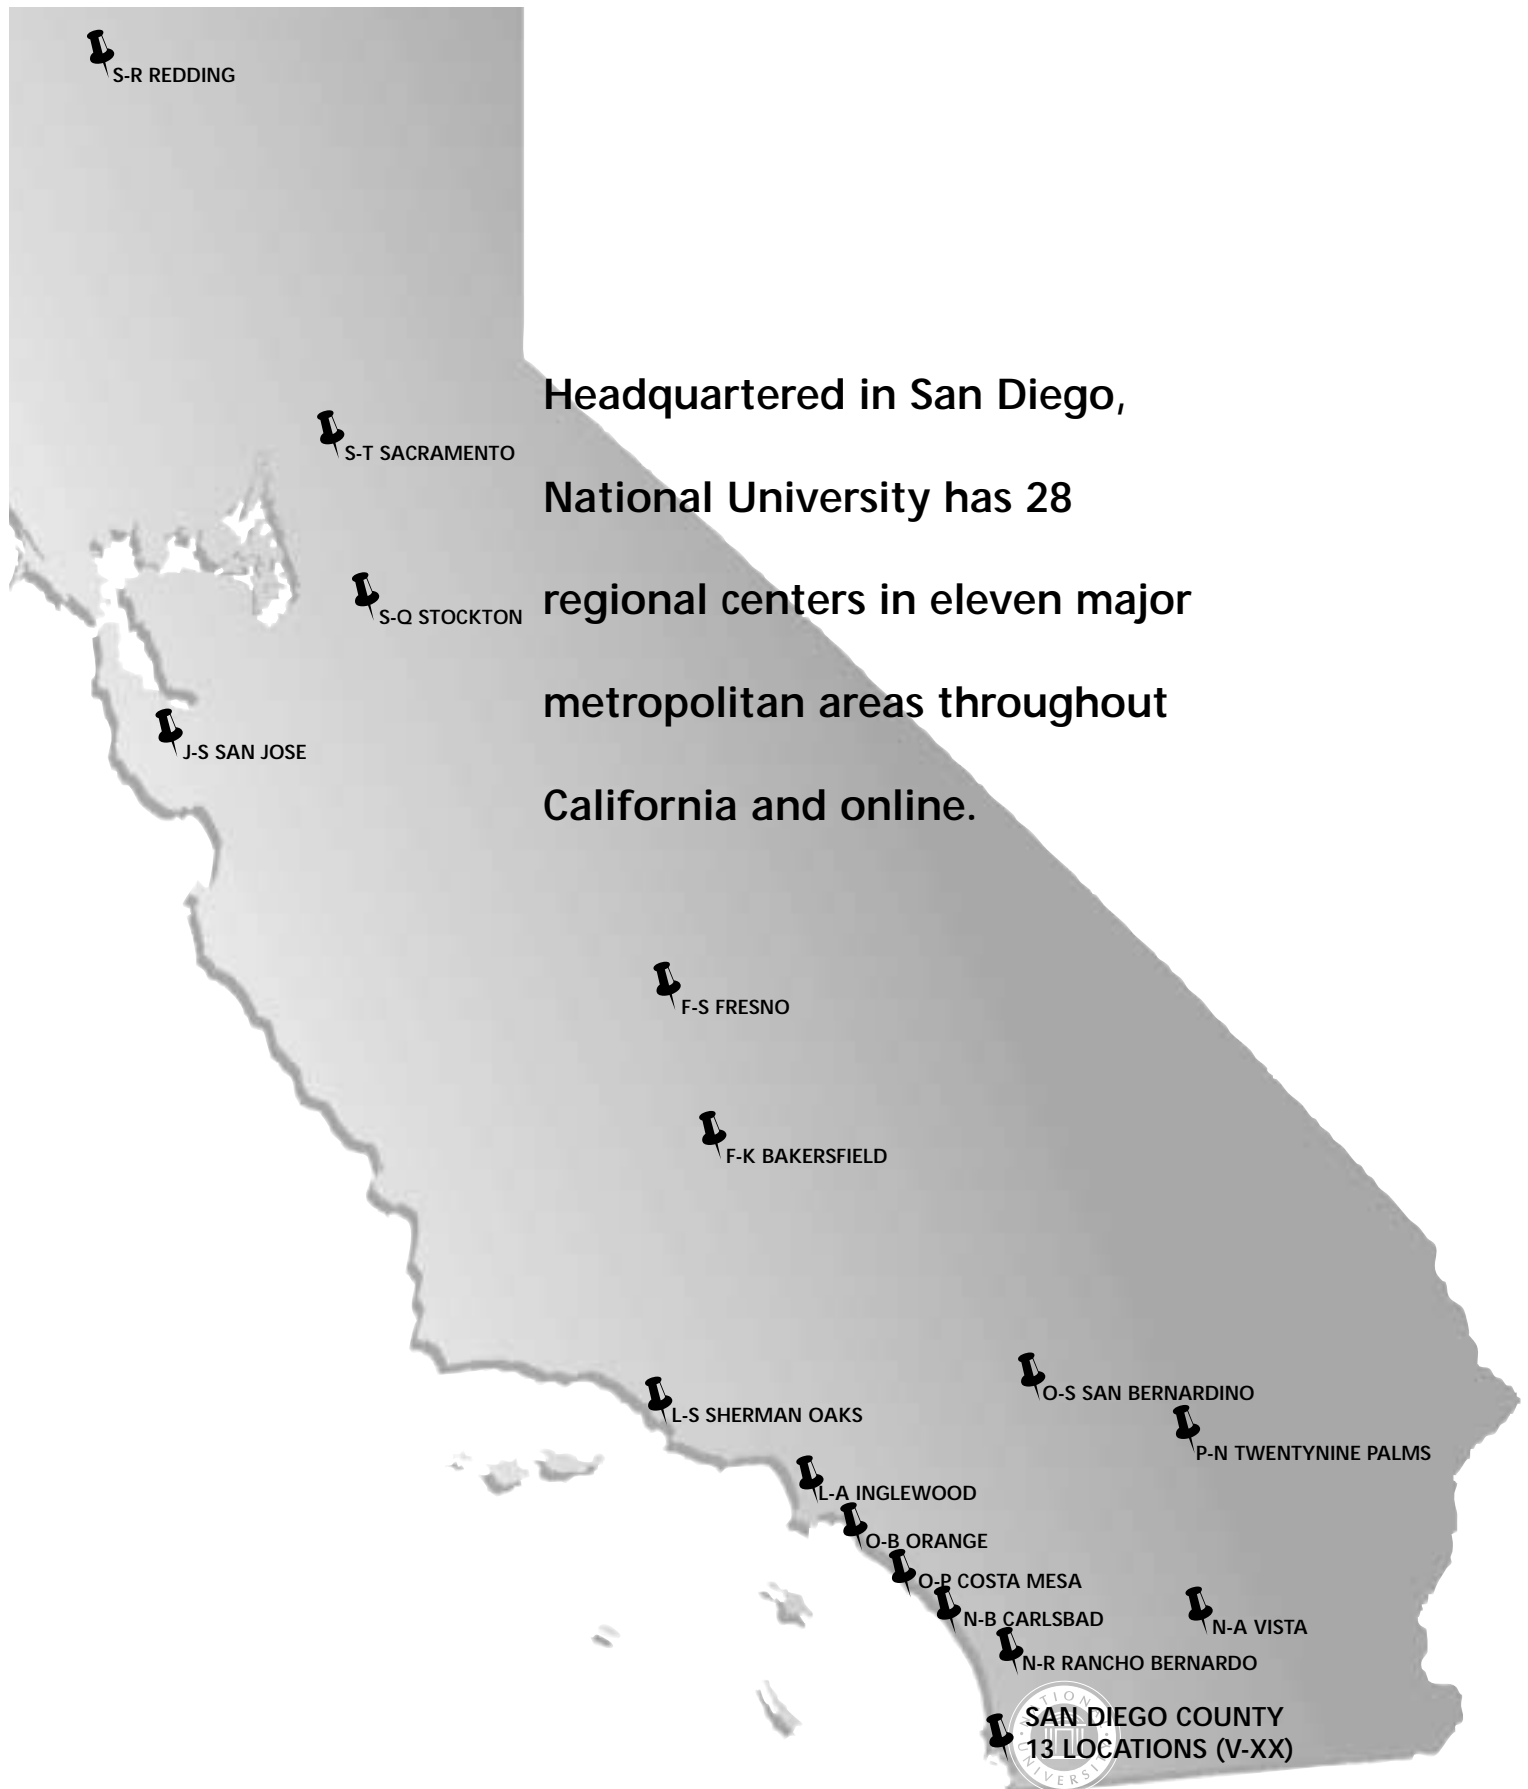 S-R REDDING
Headquartered in San Diego,
S-T SACRAMENTO
National University has 28
regional centers in eleven major
S-Q STOCKTON
metropolitan areas throughout
J-S SAN JOSE
California and online.
F-S FRESNO
F-K BAKERSFIELD
O-S SAN BERNARDINO
L-S SHERMAN OAKS
P-N TWENTYNINE PALMS
L-A INGLEWOOD
O-B ORANGE
O-P COSTA MESA
N-B CARLSBAD
N-A VISTA
N-R RANCHO BERNARDO
SAN DIEGO COUNTY
13 LOCATIONS (V-XX)